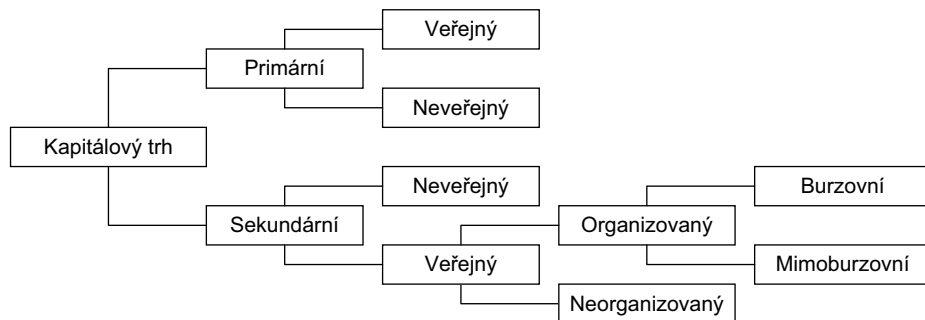 Veřejný
Primární
Neveřejný
Kapitálový trh
Neveřejný
Burzovní
Sekundární
Organizovaný
Veřejný
Mimoburzovní
Neorganizovaný